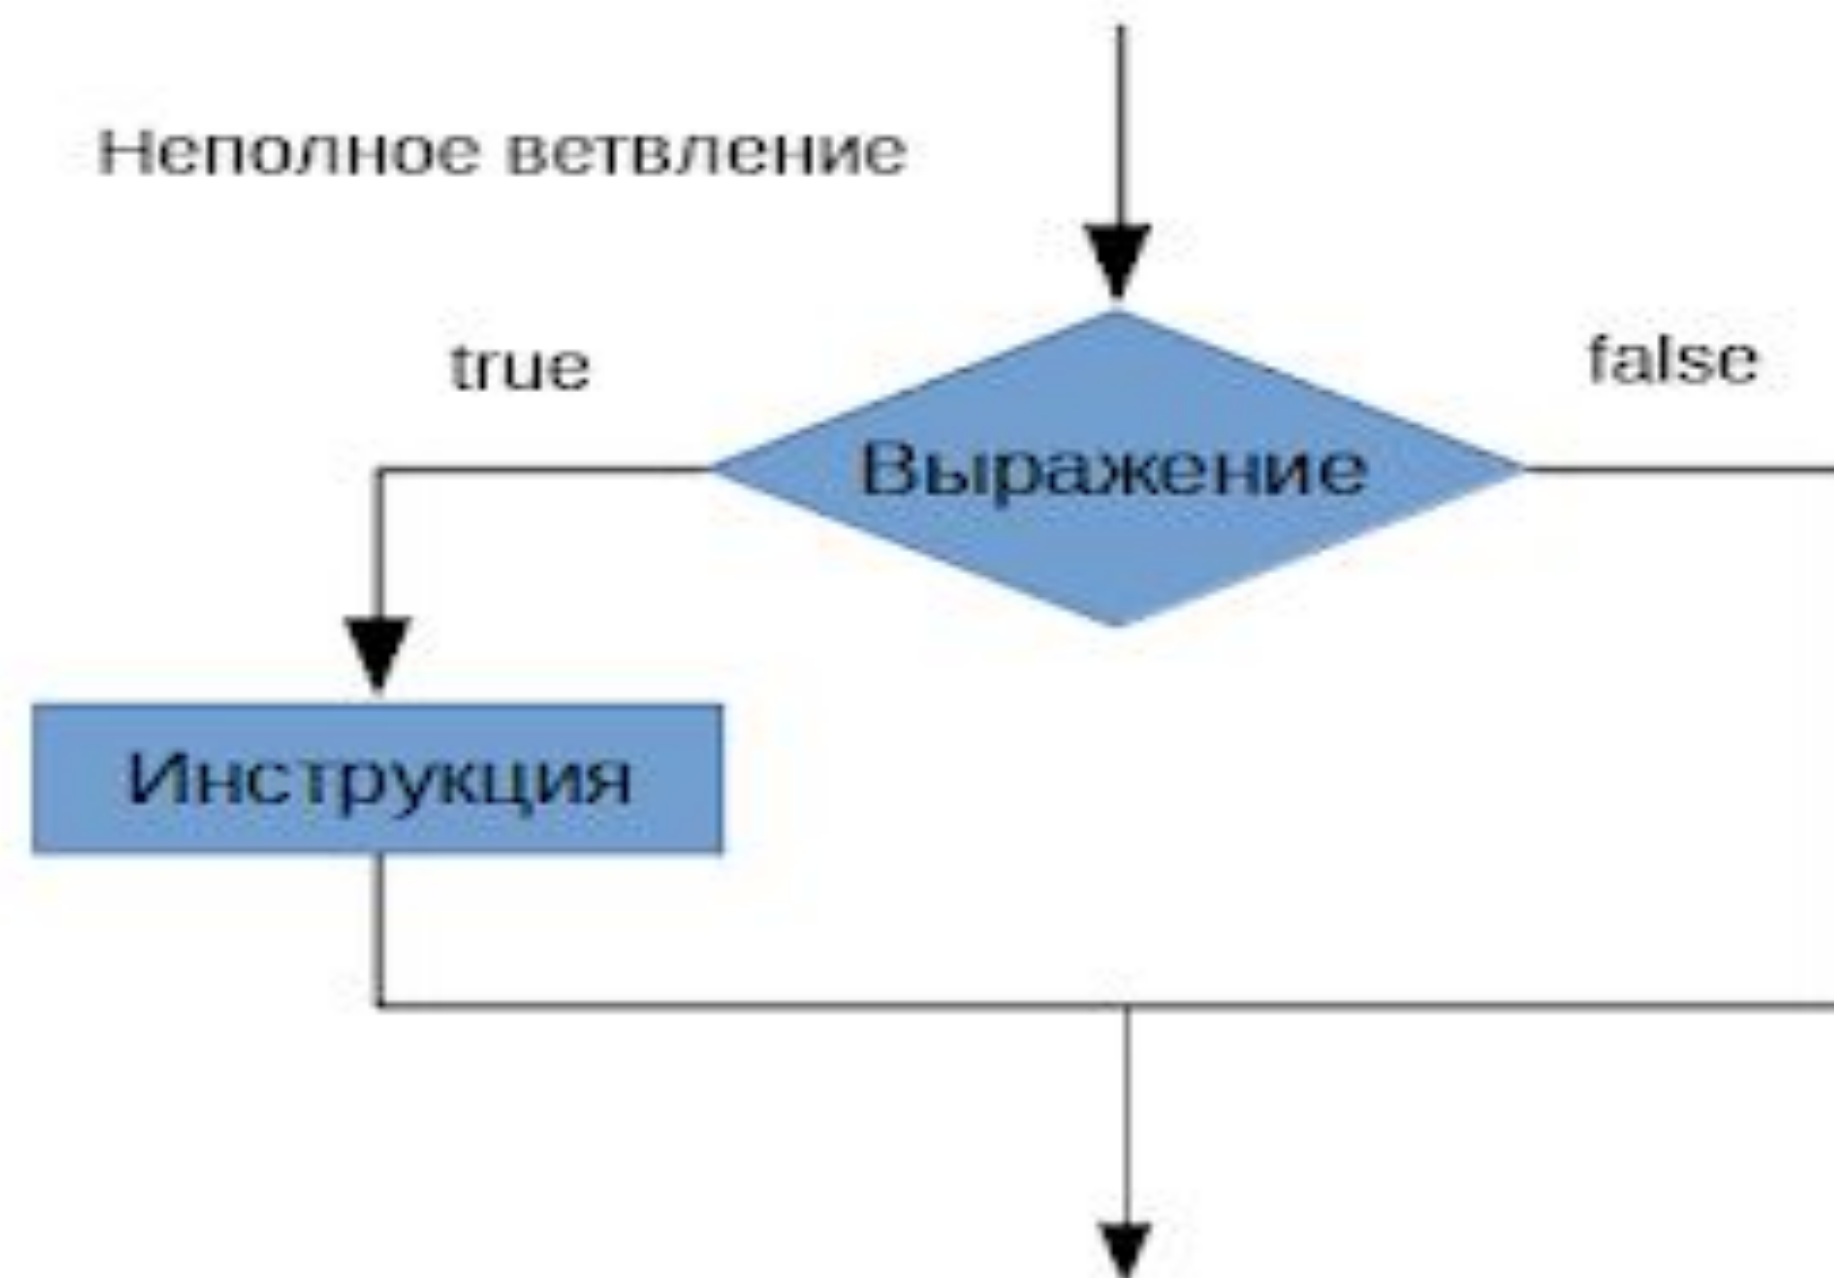 Неполное ветвление
true
false
Выражение
Инструкция